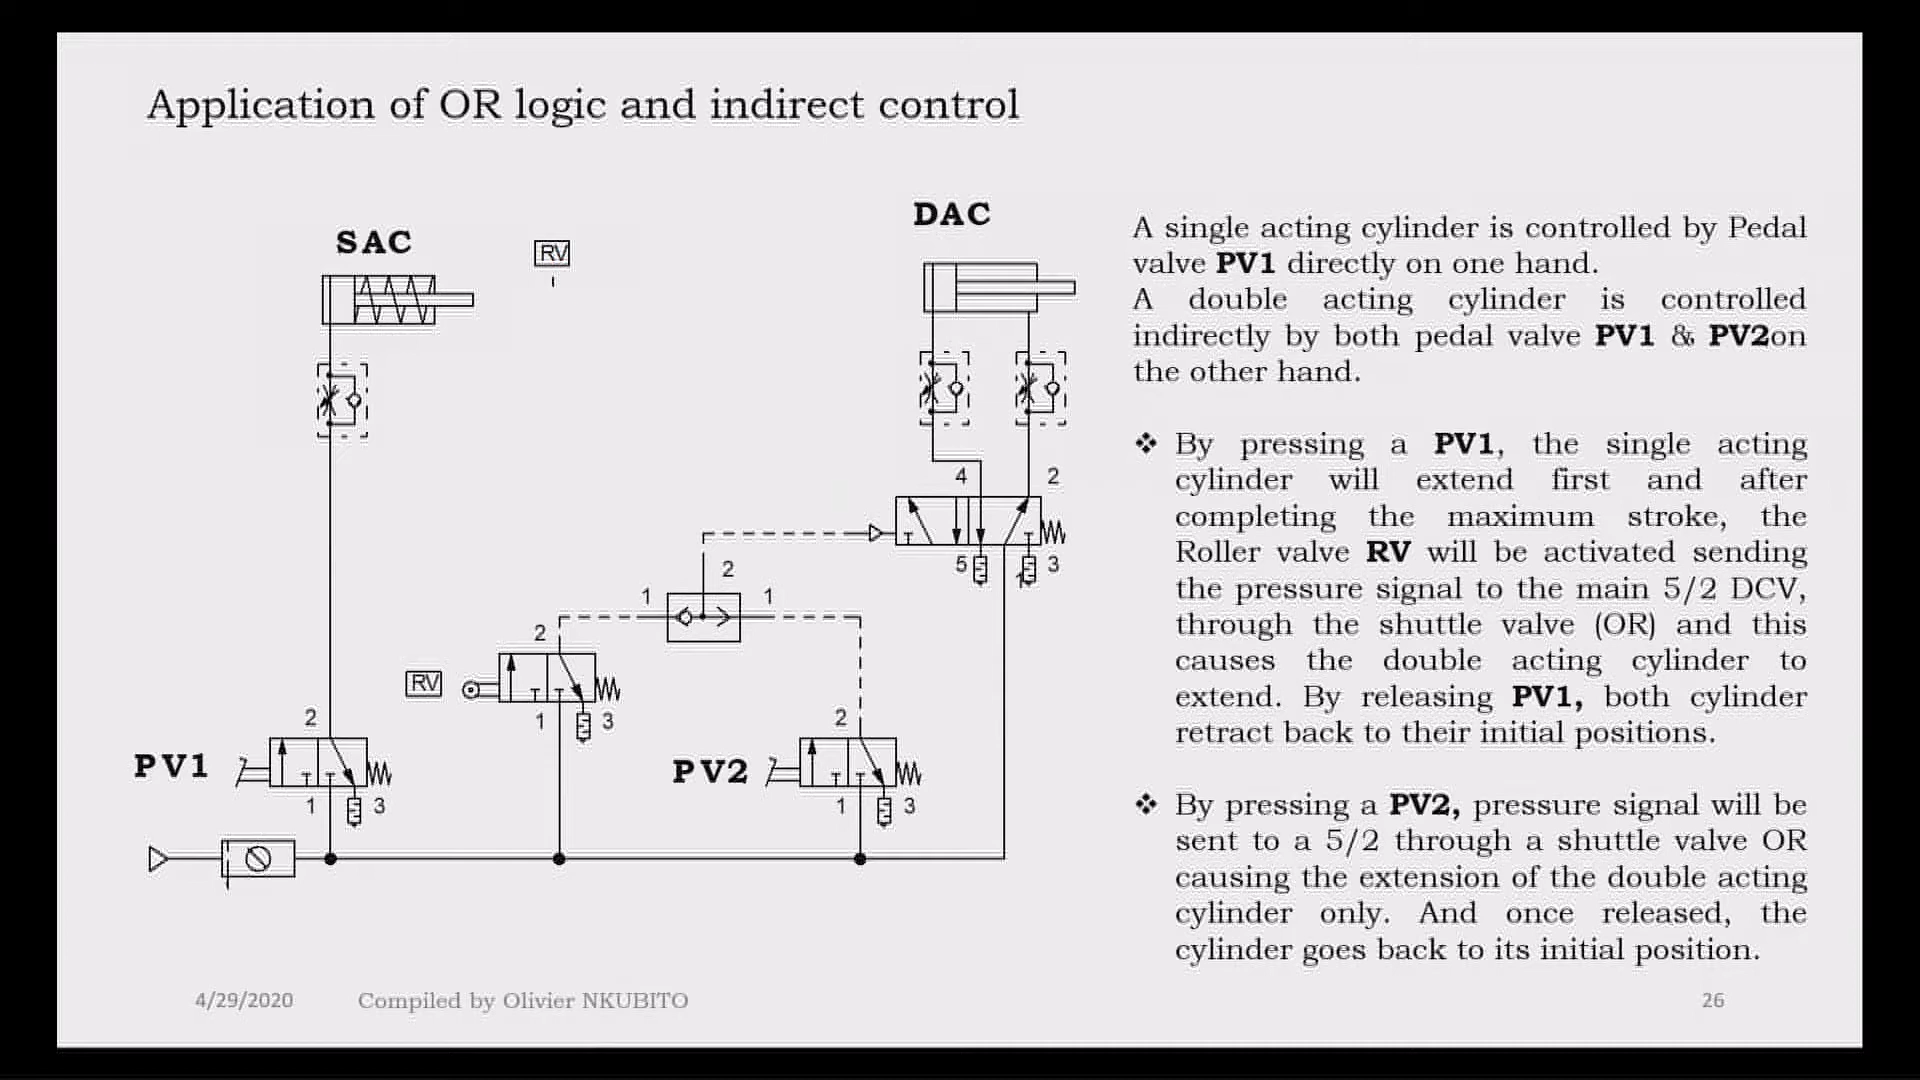 Application of OR logic and indirect control
SAC
RV
DAC
4
2
5
3
1
2
1
2
RV
1
3
PV1
2
1
3
PV2
2
1
3
A single acting cylinder is controlled by Pedal
valve PV1 directly on one hand.
A double acting cylinder is controlled
indirectly by both pedal valve PV1 & PV2on
the other hand.
❖ By pressing a PV1, the single acting
cylinder will extend first and after
completing the maximum stroke, the
Roller valve RV will be activated sending
the pressure signal to the main 5/2 DCV,
through the shuttle valve (OR) and this
causes the double acting cylinder to
extend. By releasing PV1, both cylinder
retract back to their initial positions.
❖ By pressing a PV2, pressure signal will be
sent to a 5/2 through a shuttle valve OR
causing the extension of the double acting
cylinder only. And once released, the
cylinder goes back to its initial position.
4/29/2020
Compiled by Olivier NKUBITO
26